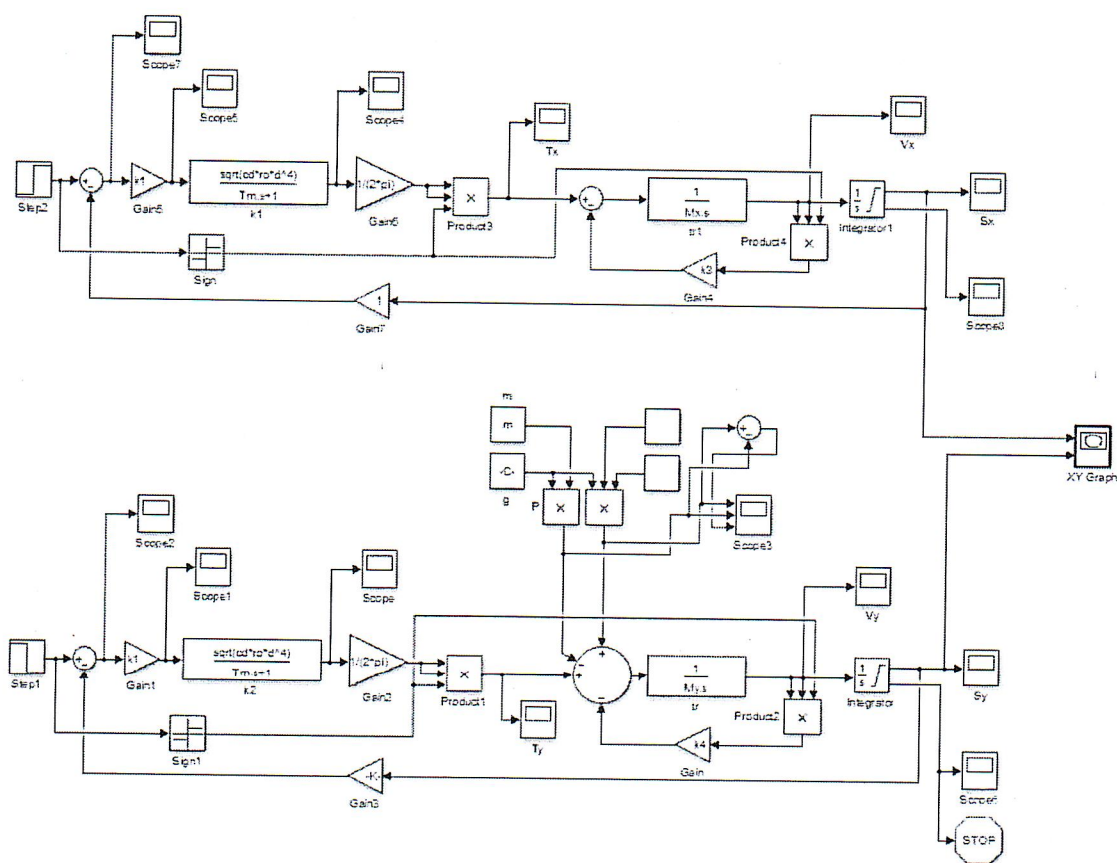 Scope7
Scope5
Scope4
Tx
Vx
Step2
+
-
k1
Gain5
sqrt(cd*ro*d^4)
Tm.s+1
k1
1/(2*pi)
Gain6
×
Product3
+
-
1
Mx.s
tr1
Product4
×
1
s
Integrator1
Sx
Sign
k3
Gain4
1
Gain7
XY Graph
m
-C-
g
P
×
×
+
-
Scope3
Scope2
Scope1
Scope
Vy
Step1
+
-
k1
Gain1
sqrt(cd*ro*d^4)
Tm.s+1
k2
1/(2*pi)
Gain2
×
Product1
-
+
+
-
1
My.s
tr
Product2
×
1
s
Integrator
Sy
Sign1
Ty
k4
Gain
-K-
Gain3
STOP